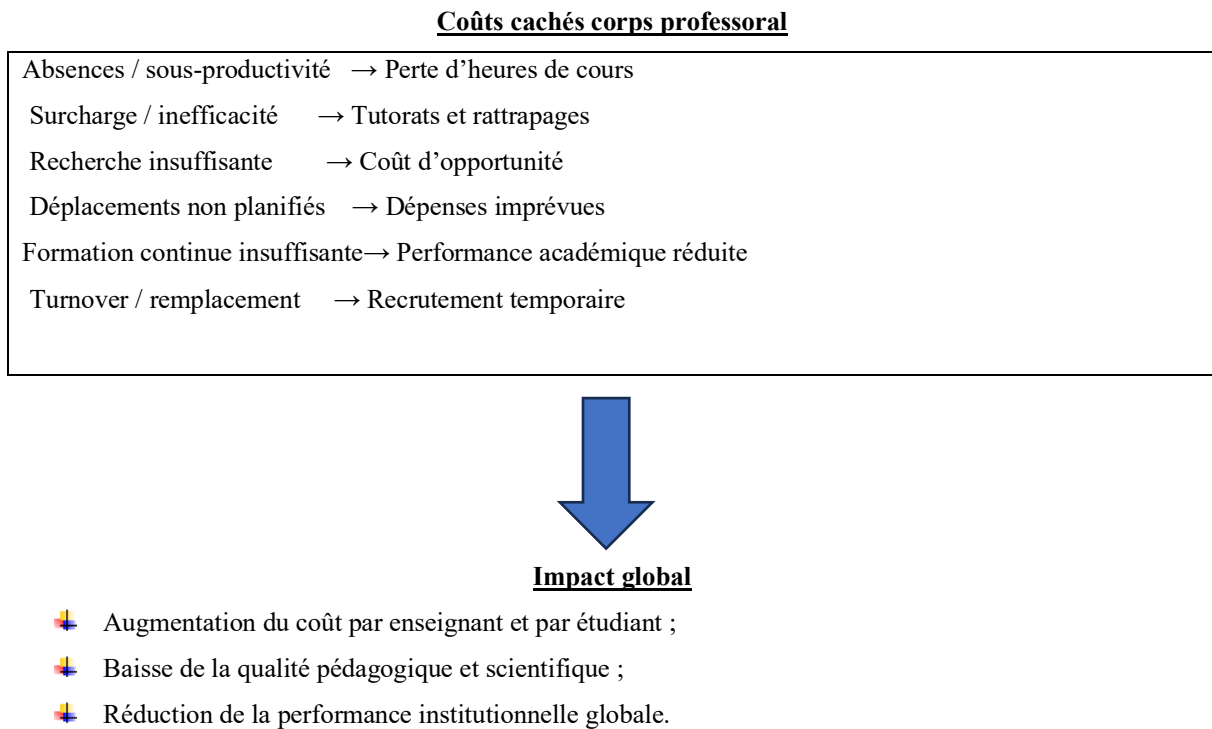 Coûts cachés corps professoral
Absences / sous-productivité → Perte d’heures de cours
Surcharge / inefficacité → Tutorats et rattrapages
Recherche insuffisante → Coût d’opportunité
Déplacements non planifiés → Dépenses imprévues
Formation continue insuffisante→ Performance académique réduite
Turnover / remplacement → Recrutement temporaire
Impact global
Augmentation du coût par enseignant et par étudiant ;
Baisse de la qualité pédagogique et scientifique ;
Réduction de la performance institutionnelle globale.